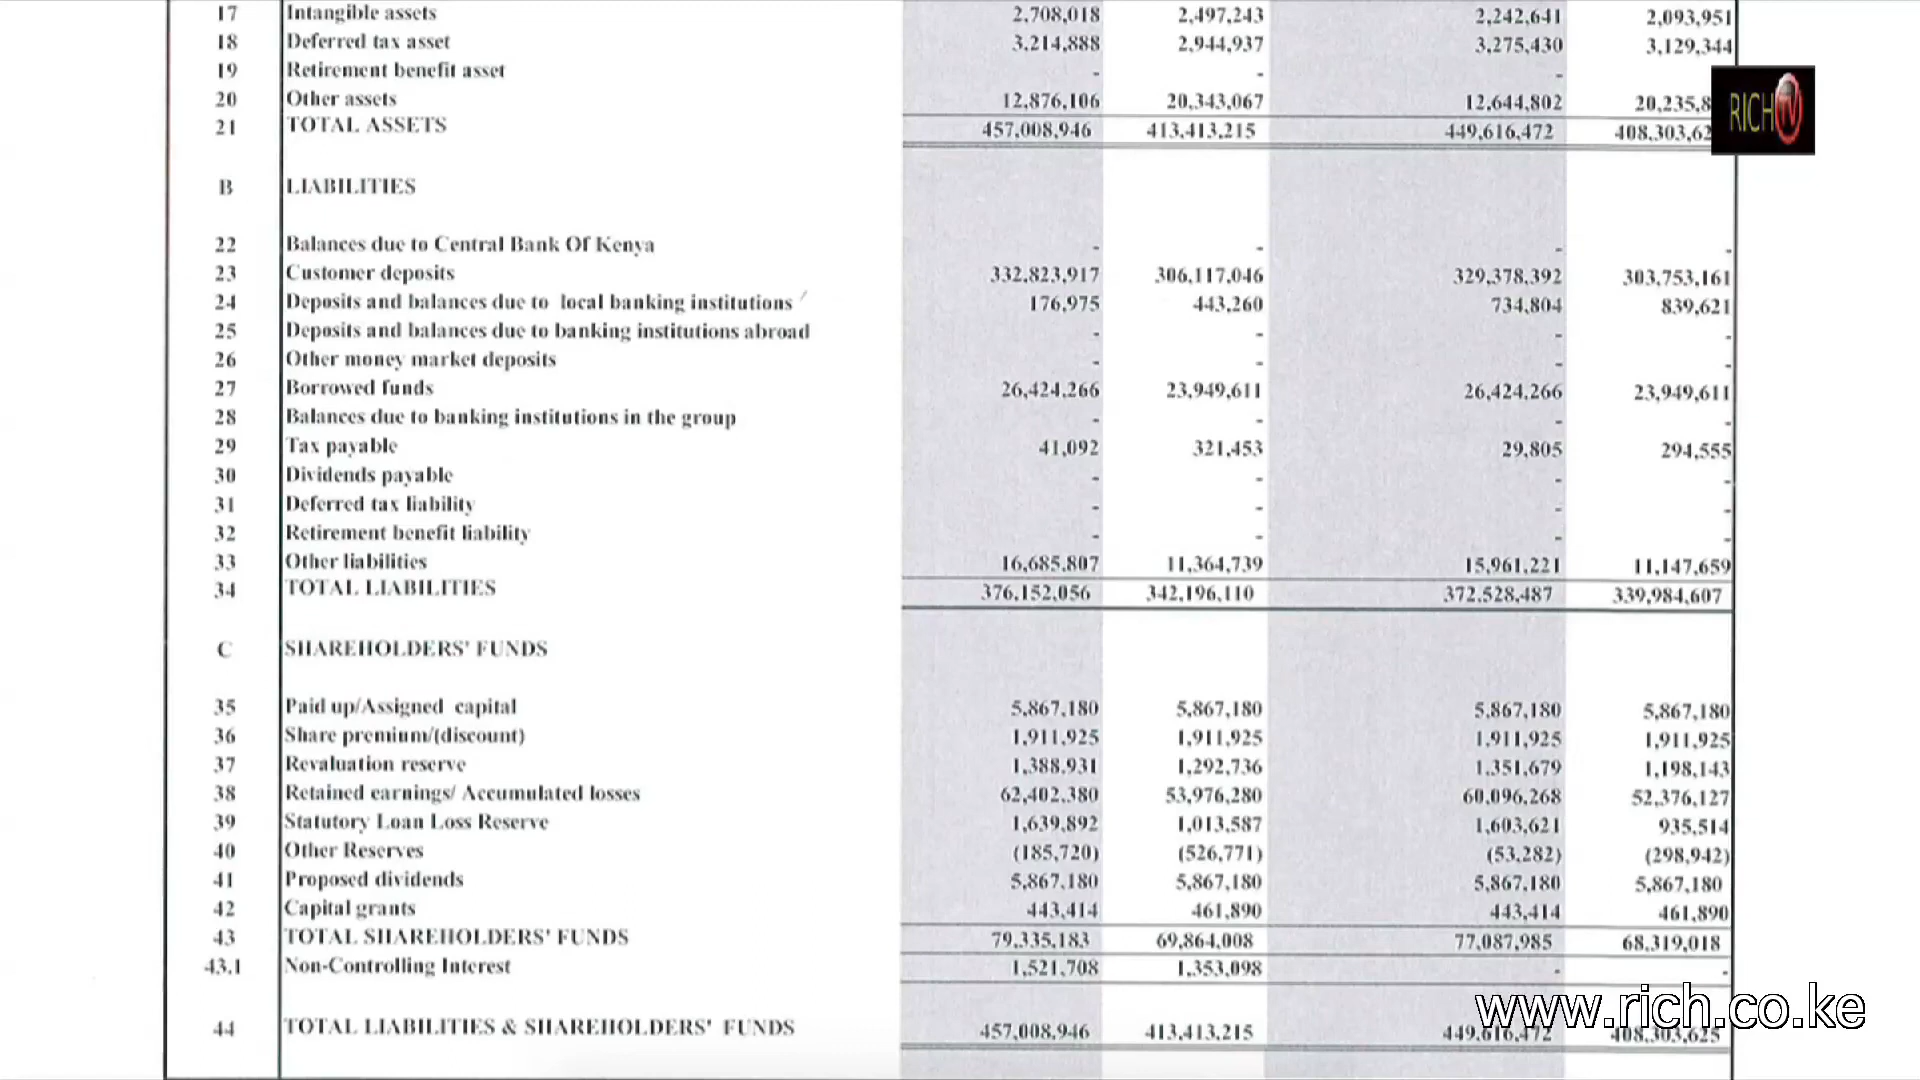 17 Intangible assets 2,708,018 2,497,243 2,242,641 2,093,951
18 Deferred tax asset 3,214,888 2,944,937 3,275,430 3,129,344
19 Retirement benefit asset - - -
20 Other assets 12,876,106 20,343,067 12,644,802 20,235,8
21 TOTAL ASSETS 457,008,946 413,413,215 449,616,472 408,303,62
RICH TV
B LIABILITIES
22 Balances due to Central Bank Of Kenya - - - -
23 Customer deposits 332,823,917 306,117,046 329,378,392 303,753,161
24 Deposits and balances due to local banking institutions 176,975 443,260 734,804 839,621
25 Deposits and balances due to banking institutions abroad - - - -
26 Other money market deposits - - - -
27 Borrowed funds 26,424,266 23,949,611 26,424,266 23,949,611
28 Balances due to banking institutions in the group - - - -
29 Tax payable 41,092 321,453 29,805 294,555
30 Dividends payable - - - -
31 Deferred tax liability - - - -
32 Retirement benefit liability - - - -
33 Other liabilities 16,685,807 11,364,739 15,961,221 11,147,659
34 TOTAL LIABILITIES 376,152,056 342,196,110 372,528,487 339,984,607
C SHAREHOLDERS' FUNDS
35 Paid up/Assigned capital 5,867,180 5,867,180 5,867,180 5,867,180
36 Share premium/(discount) 1,911,925 1,911,925 1,911,925 1,911,925
37 Revaluation reserve 1,388,931 1,292,736 1,351,679 1,198,143
38 Retained earnings/ Accumulated losses 62,402,380 53,976,280 60,096,268 52,376,127
39 Statutory Loan Loss Reserve 1,639,892 1,013,587 1,603,621 935,514
40 Other Reserves (185,720) (526,771) (53,282) (298,942)
41 Proposed dividends 5,867,180 5,867,180 5,867,180 5,867,180
42 Capital grants 443,414 461,890 443,414 461,890
43 TOTAL SHAREHOLDERS' FUNDS 79,335,183 69,864,008 77,087,985 68,319,018
43.1 Non-Controlling Interest 1,521,708 1,353,098 - -
www.rich.co.ke
44 TOTAL LIABILITIES & SHAREHOLDERS' FUNDS 457,008,946 413,413,215 449,616,472 408,303,625